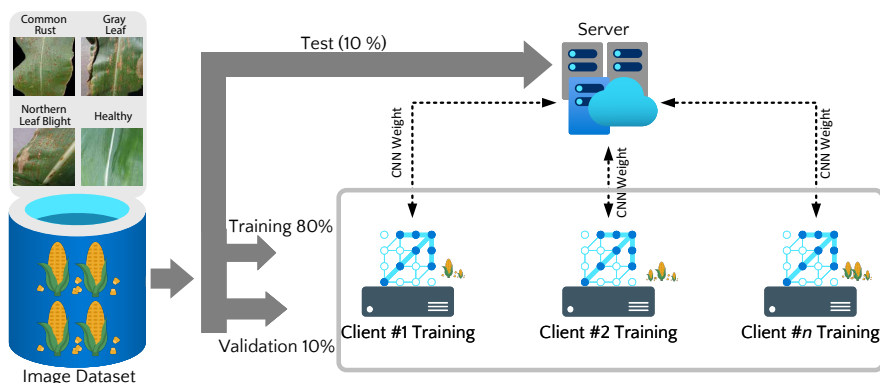 Common
Rust
Gray
Leaf
Northern
Leaf Blight
Healthy
Image Dataset
Test (10 %)
Training 80%
Validation 10%
Server
CNN Weight
CNN Weight
CNN Weight
Client #1 Training
Client #2 Training
Client #n Training